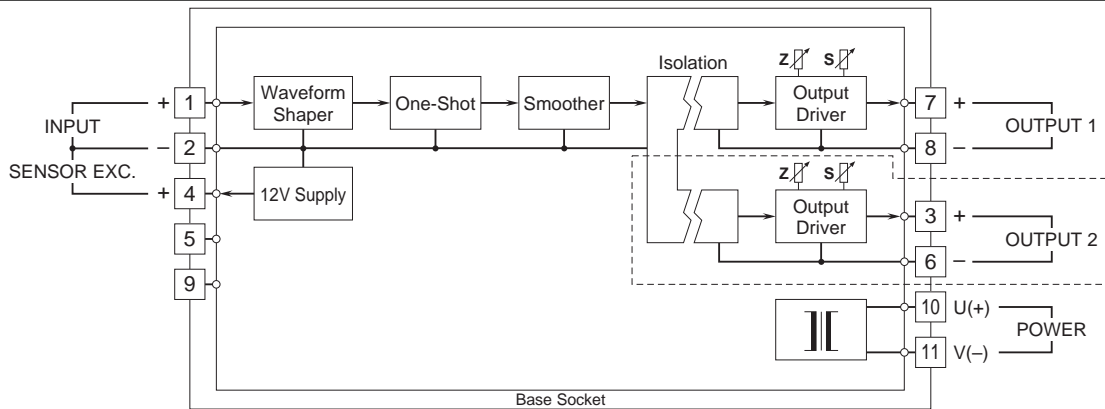 Isolation
Z S
Waveform
Shaper
One-Shot
Smoother
Output
Driver
+ 1
7 +
INPUT
OUTPUT 1
– 2
8 –
SENSOR EXC.
Z S
+ 4
12V Supply
Output
Driver
3 +
5
OUTPUT 2
6 –
9
10 U(+)
POWER
11 V(–)
Base Socket